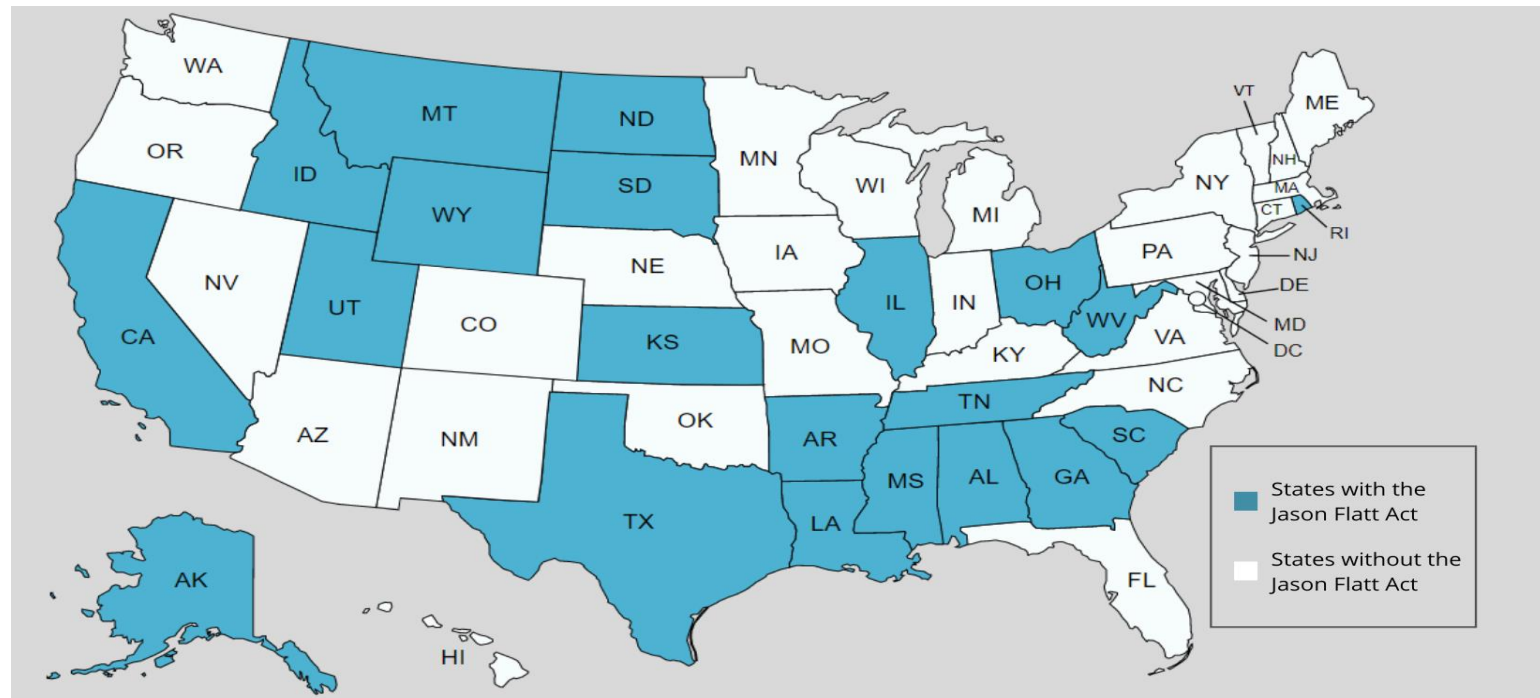 WA
OR
CA
NV
ID
MT
WY
UT
AZ
CO
NM
ND
SD
NE
KS
OK
TX
MN
IA
MO
AR
LA
WI
IL
MI
IN
OH
KY
TN
MS
AL
GA
FL
SC
NC
VA
WV
PA
NY
VT
NH
ME
MA
CT
RI
NJ
DE
MD
DC
AK
HI
States with the
Jason Flatt Act
States without the
Jason Flatt Act